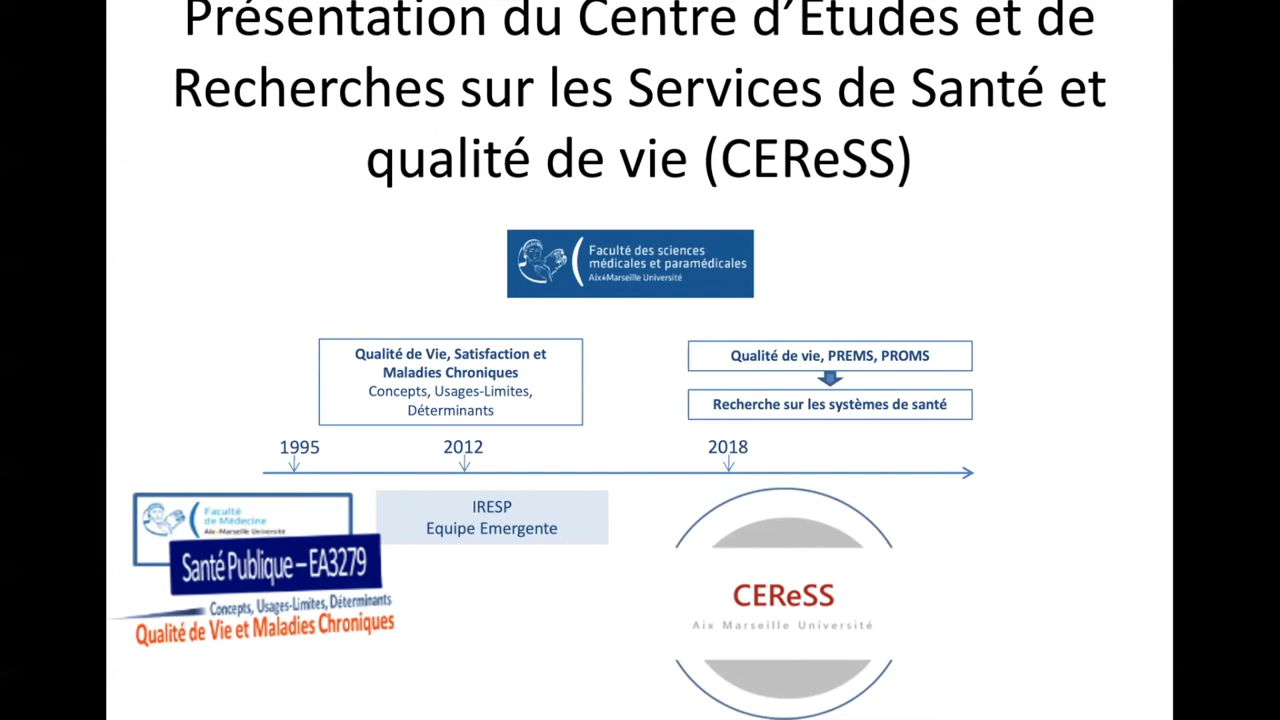 Présentation du Centre d'Etudes et de
Recherches sur les Services de Santé et
qualité de vie (CEReSS)
Faculté des sciences
médicales et paramédicales
Aix+Marseille Université
Qualité de Vie, Satisfaction et
Maladies Chroniques
Concepts, Usages-Limites,
Déterminants
Qualité de vie, PREMS, PROMS
Recherche sur les systèmes de santé
1995
2012
2018
Faculté
de Médecine
Aix-Marseille Université
Santé Publique – EA3279
Concepts, Usages-Limites, Déterminants
Qualité de Vie et Maladies Chroniques
IRESP
Equipe Emergente
CEReSS
Aix Marseille Université